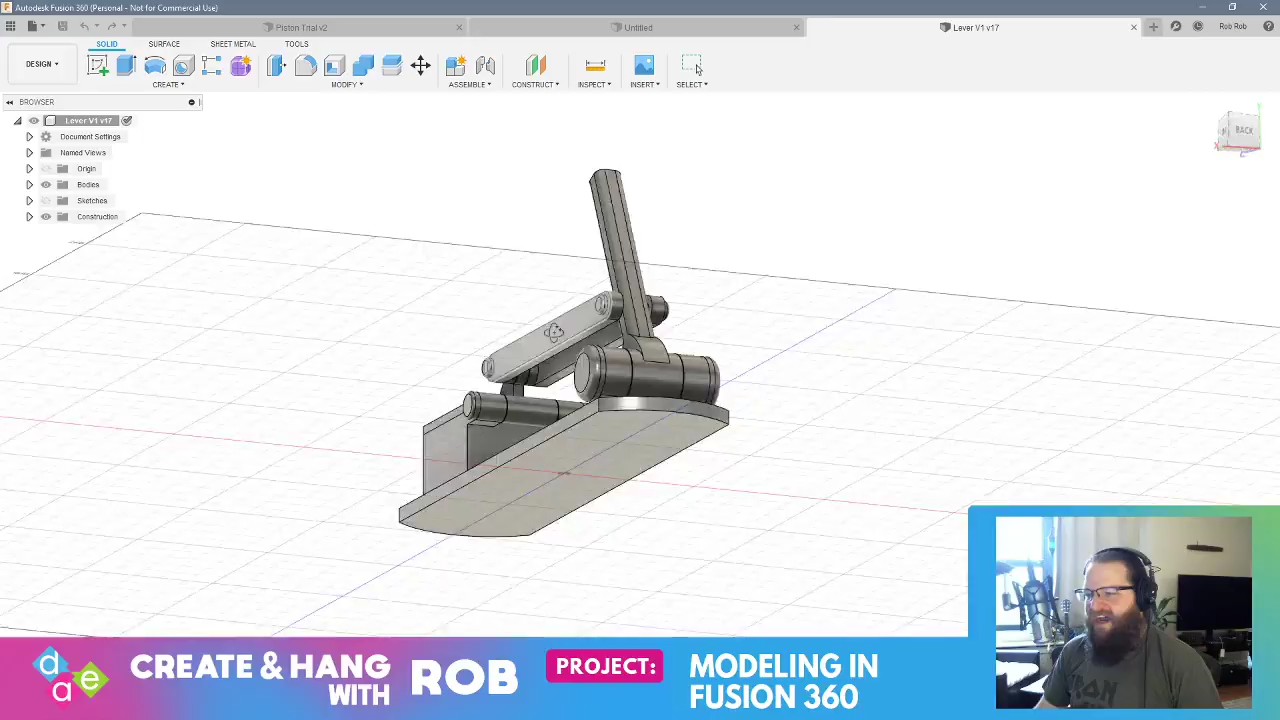 Autodesk Fusion 360 (Personal - Not for Commercial Use)
Piston Trial v2
Untitled
Lever V1 v17
Rob Rob
DESIGN
SOLID
SURFACE
SHEET METAL
TOOLS
CREATE
MODIFY
ASSEMBLE
CONSTRUCT
INSPECT
INSERT
SELECT
BROWSER
Lever V1 v17
Document Settings
Named Views
Origin
Bodies
Sketches
Construction
BACK
X
Y
dae
CREATE & HANG
WITH
ROB
PROJECT:
MODELING IN
FUSION 360